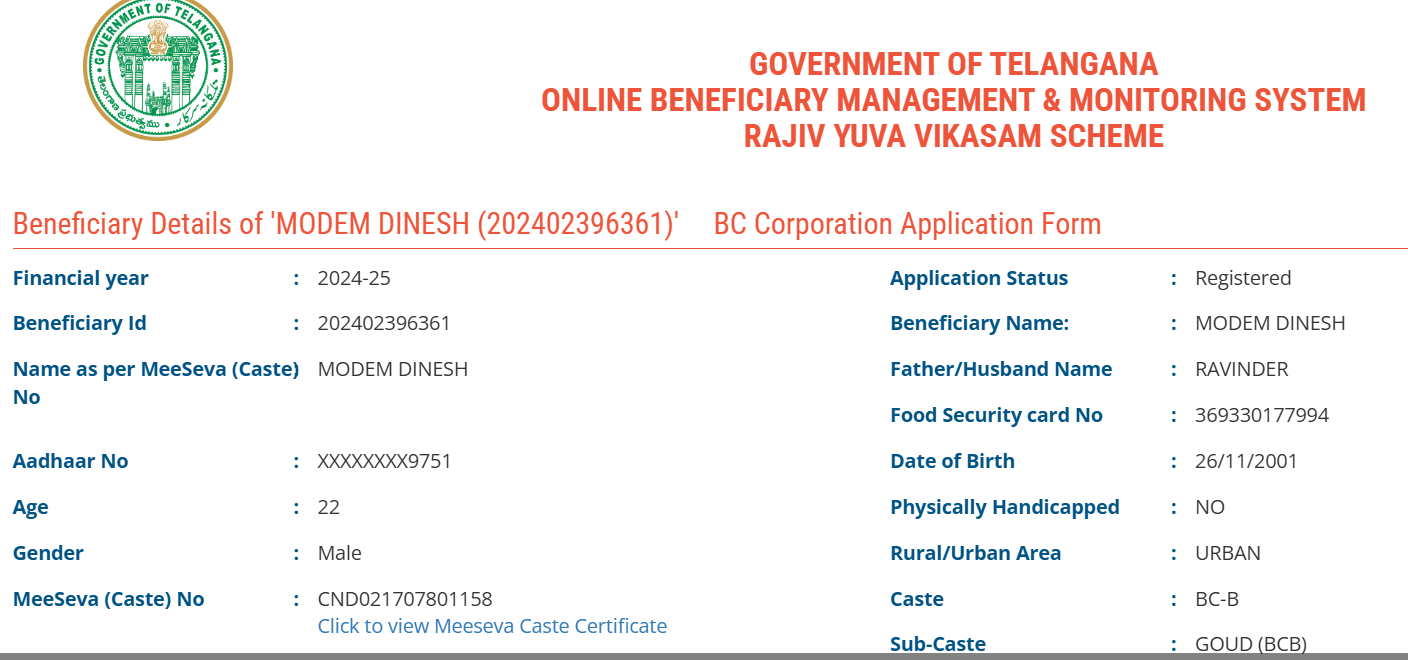 GOVERNMENT OF TELANGANA
తెలంగాణ ప్రభుత్వము
GOVERNMENT OF TELANGANA
ONLINE BENEFICIARY MANAGEMENT & MONITORING SYSTEM
RAJIV YUVA VIKASAM SCHEME
Beneficiary Details of 'MODEM DINESH (202402396361)' BC Corporation Application Form
Financial year : 2024-25 Application Status : Registered
Beneficiary Id : 202402396361 Beneficiary Name: : MODEM DINESH
Name as per MeeSeva (Caste) MODEM DINESH Father/Husband Name : RAVINDER
No
Food Security card No : 369330177994
Aadhaar No : XXXXXXXX9751 Date of Birth : 26/11/2001
Age : 22 Physically Handicapped : NO
Gender : Male Rural/Urban Area : URBAN
MeeSeva (Caste) No : CND021707801158 Caste : BC-B
Click to view Meeseva Caste Certificate
Sub-Caste : GOUD (BCB)